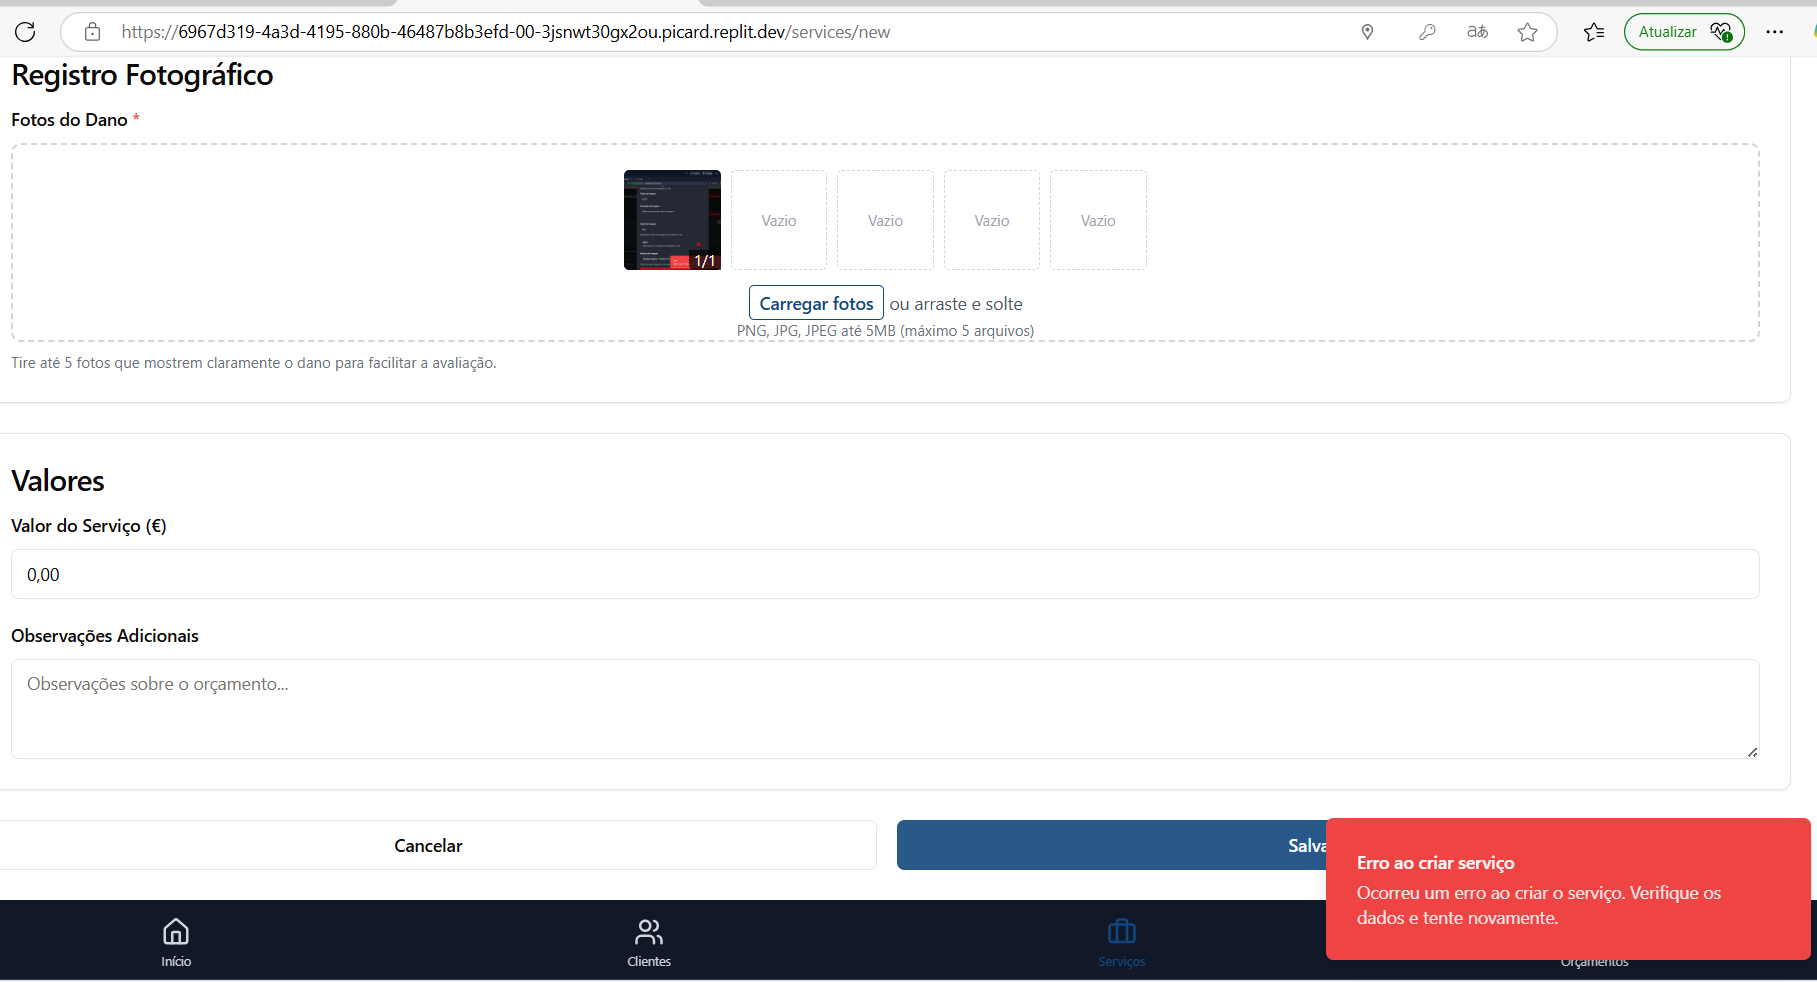 https://6967d319-4a3d-4195-880b-46487b8b3efd-00-3jsnwt30gx2ou.picard.replit.dev/services/new
aあ
Atualizar
Registro Fotográfico
Fotos do Dano *
1/1
Vazio
Vazio
Vazio
Vazio
Carregar fotos ou arraste e solte
PNG, JPG, JPEG até 5MB (máximo 5 arquivos)
Tire até 5 fotos que mostrem claramente o dano para facilitar a avaliação.
Valores
Valor do Serviço (€)
0,00
Observações Adicionais
Observações sobre o orçamento...
Cancelar
Salva
Erro ao criar serviço
Ocorreu um erro ao criar o serviço. Verifique os
dados e tente novamente.
Início
Clientes
Serviços
Orçamentos